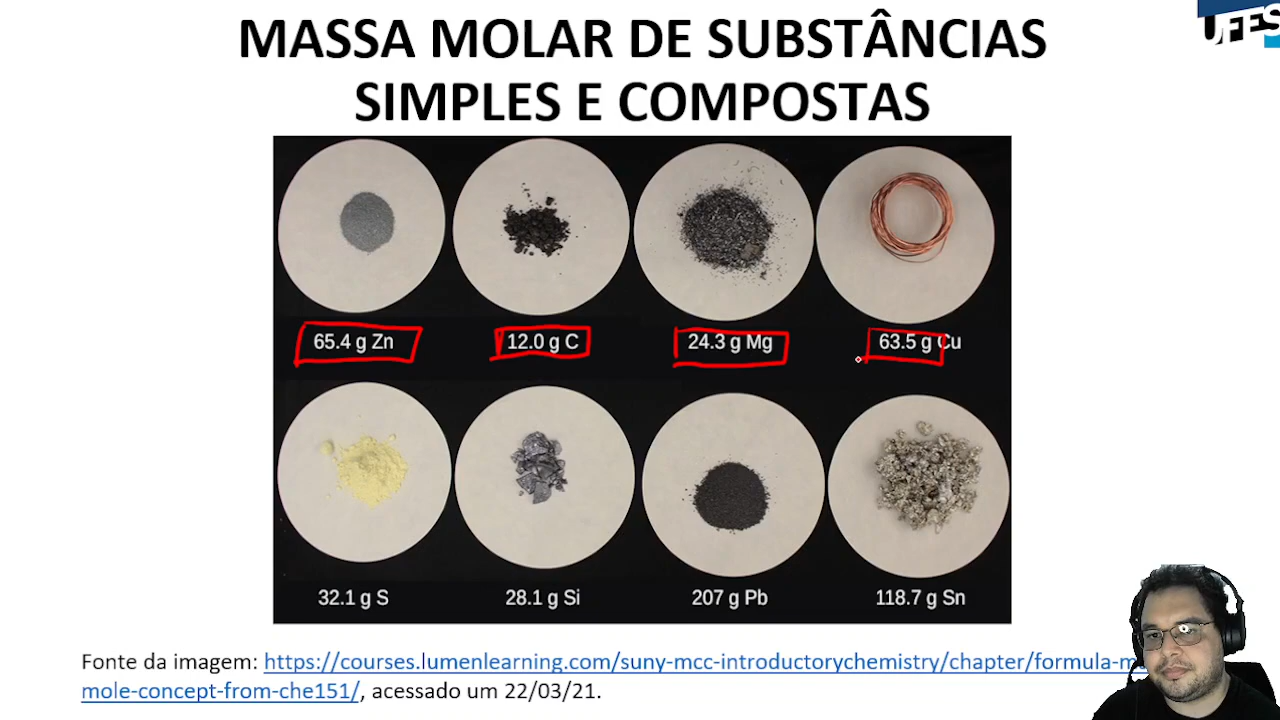 MASSA MOLAR DE SUBSTÂNCIAS
SIMPLES E COMPOSTAS
UFES
65.4 g Zn
12.0 g C
24.3 g Mg
63.5 g Cu
32.1 g S
28.1 g Si
207 g Pb
118.7 g Sn
Fonte da imagem: https://courses.lumenlearning.com/suny-mcc-introductorychemistry/chapter/formula-m
mole-concept-from-che151/, acessado um 22/03/21.